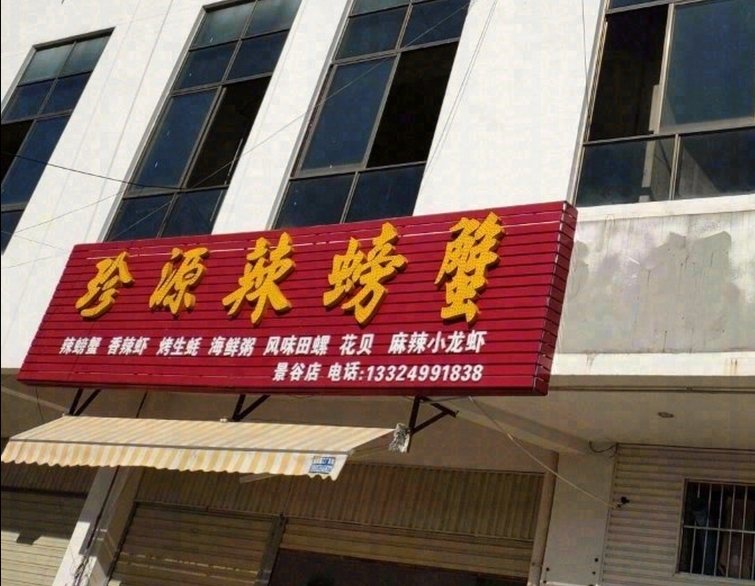 珍源辣螃蟹
辣螃蟹 香辣虾 烤生蚝 海鲜粥 风味田螺 花贝 麻辣小龙虾
景谷店 电话:13324991838